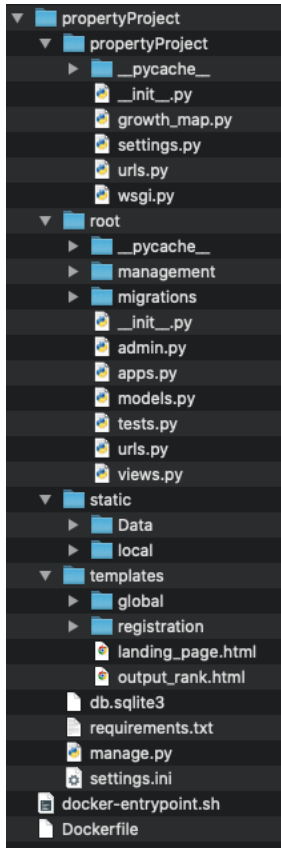 propertyProject
propertyProject
__pycache__
__init__.py
growth_map.py
settings.py
urls.py
wsgi.py
root
__pycache__
management
migrations
__init__.py
admin.py
apps.py
models.py
tests.py
urls.py
views.py
static
Data
local
templates
global
registration
landing_page.html
output_rank.html
db.sqlite3
requirements.txt
manage.py
settings.ini
docker-entrypoint.sh
Dockerfile